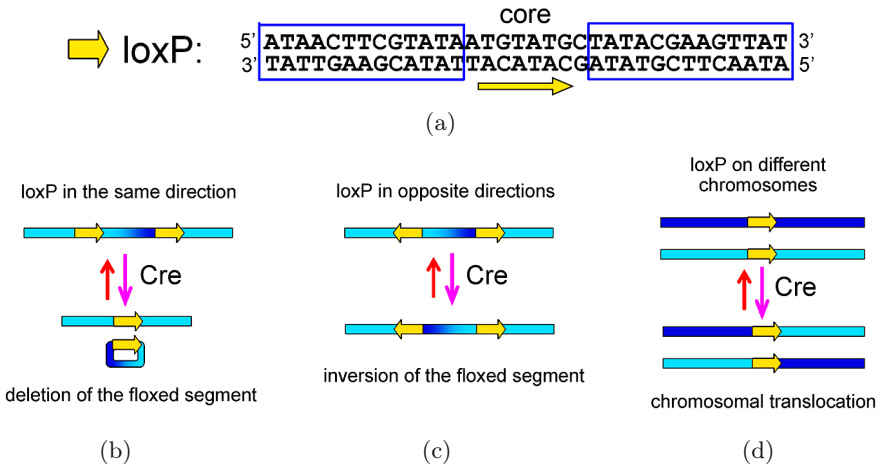 core
loxP:
5’ ATAACTTCGTATAATGTATGCTATACGAAGTTAT 3’
3’ TATTGAAGCATATTACATACGATATGCTTCAATA 5’
(a)
loxP in the same direction
Cre
deletion of the floxed segment
(b)
loxP in opposite directions
Cre
inversion of the floxed segment
(c)
loxP on different
chromosomes
Cre
chromosomal translocation
(d)